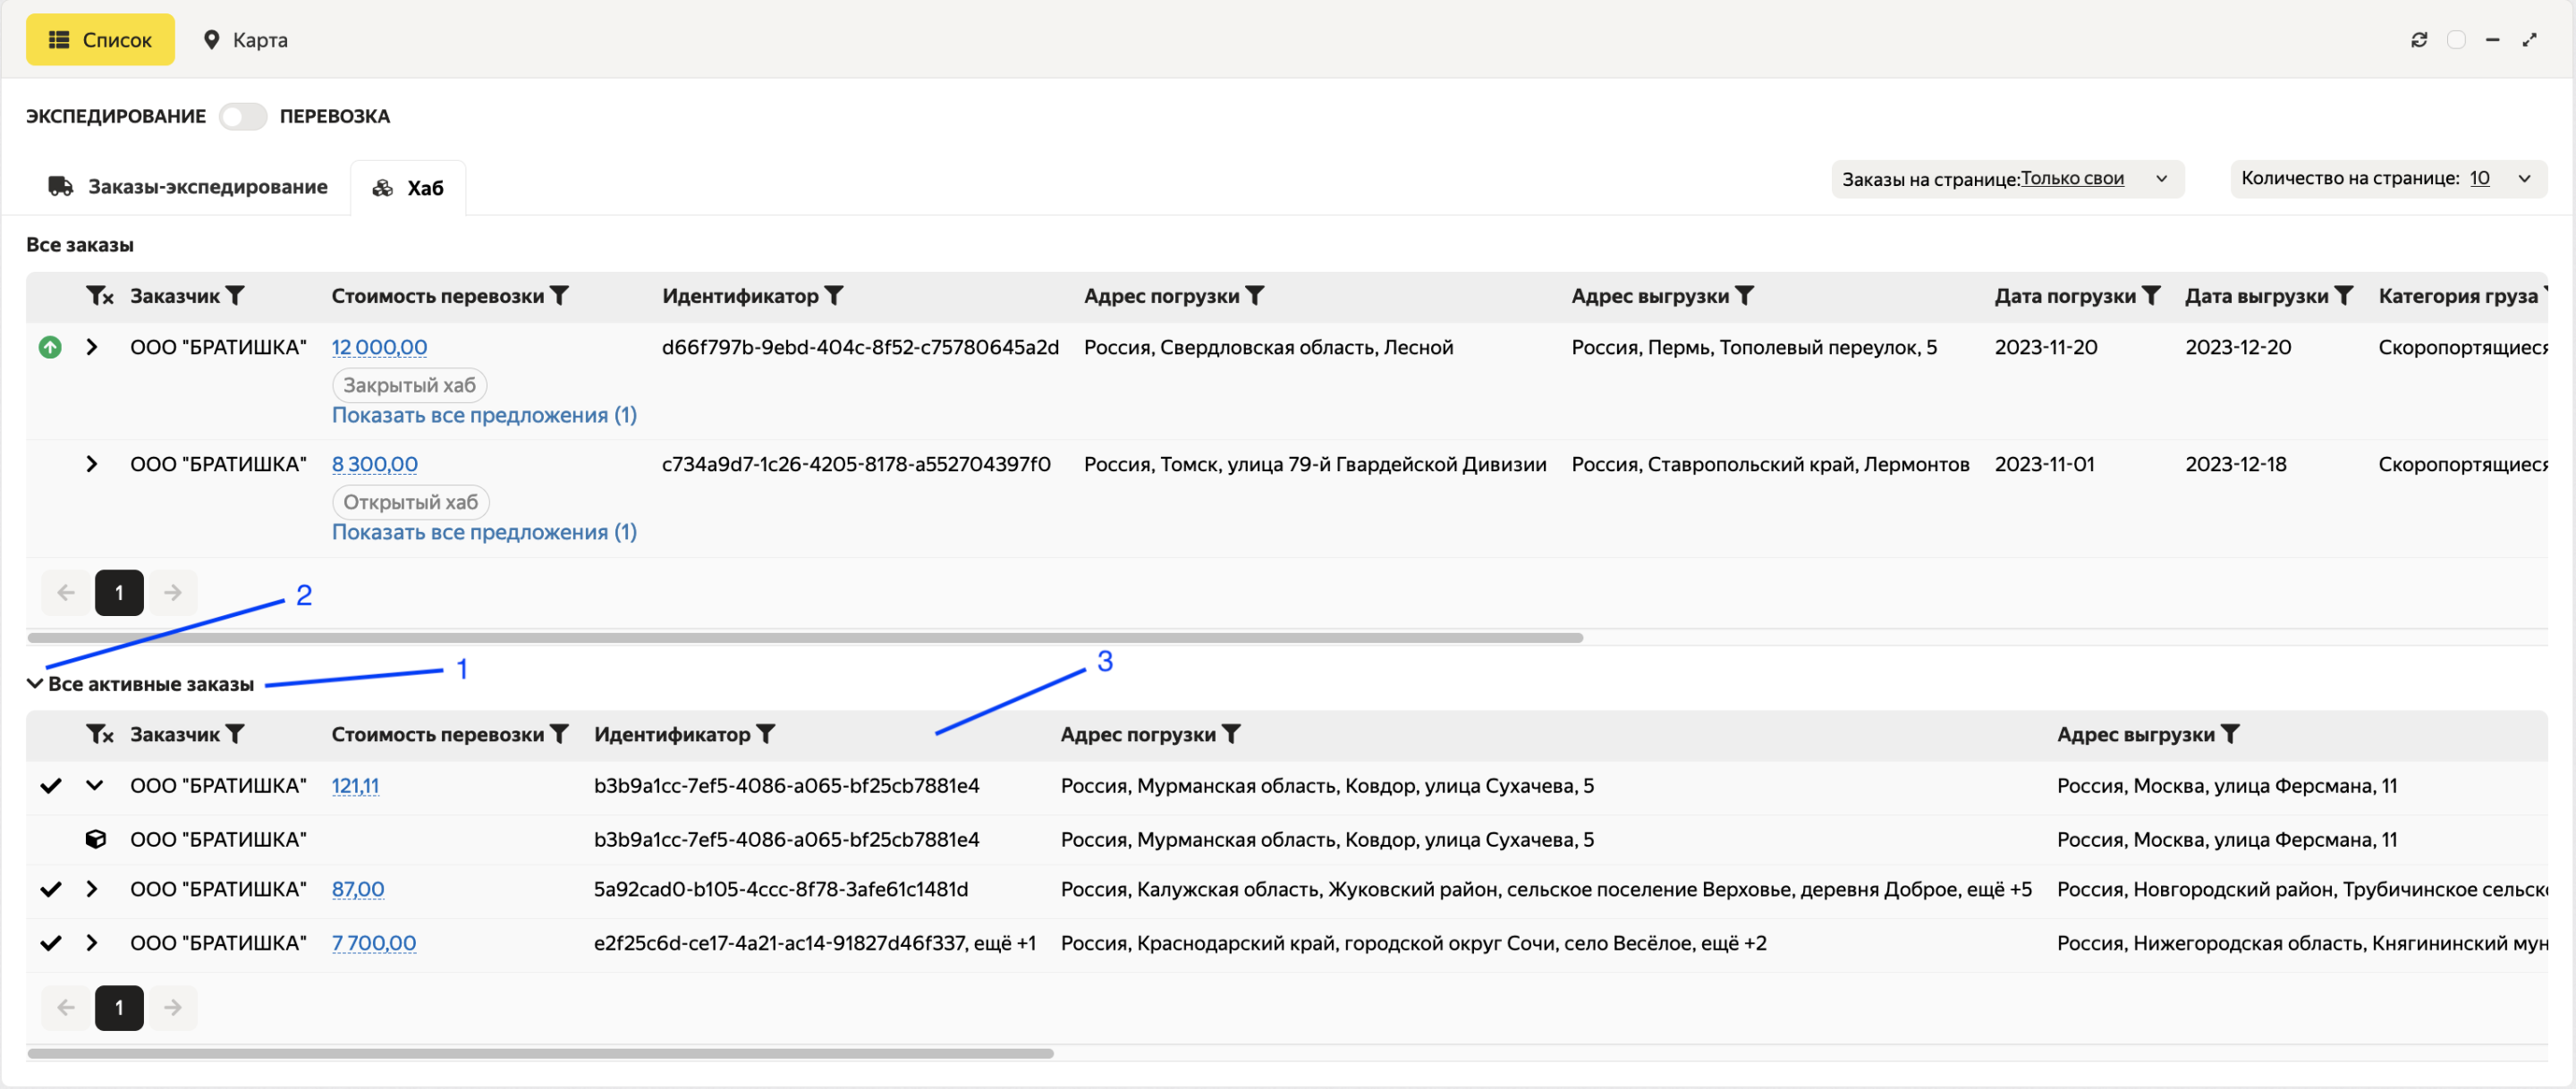 Список Карта
ЭКСПЕДИРОВАНИЕ ПЕРЕВОЗКА
Заказы-экспедирование Хаб Заказы на странице:Только свои Количество на странице: 10
Все заказы
Заказчик Стоимость перевозки Идентификатор Адрес погрузки Адрес выгрузки Дата погрузки Дата выгрузки Категория груза
ООО "БРАТИШКА" 12 000,00 d66f797b-9ebd-404c-8f52-c75780645a2d Россия, Свердловская область, Лесной Россия, Пермь, Тополевый переулок, 5 2023-11-20 2023-12-20 Скоропортящиеся
Закрытый хаб
Показать все предложения (1)
ООО "БРАТИШКА" 8 300,00 c734a9d7-1c26-4205-8178-a552704397f0 Россия, Томск, улица 79-й Гвардейской Дивизии Россия, Ставропольский край, Лермонтов 2023-11-01 2023-12-18 Скоропортящиеся
Открытый хаб
Показать все предложения (1)
1
2
1
3
Все активные заказы
Заказчик Стоимость перевозки Идентификатор Адрес погрузки Адрес выгрузки
ООО "БРАТИШКА" 121,11 b3b9a1cc-7ef5-4086-a065-bf25cb7881e4 Россия, Мурманская область, Ковдор, улица Сухачева, 5 Россия, Москва, улица Ферсмана, 11
ООО "БРАТИШКА" b3b9a1cc-7ef5-4086-a065-bf25cb7881e4 Россия, Мурманская область, Ковдор, улица Сухачева, 5 Россия, Москва, улица Ферсмана, 11
ООО "БРАТИШКА" 87,00 5a92cad0-b105-4ccc-8f78-3afe61c1481d Россия, Калужская область, Жуковский район, сельское поселение Верховье, деревня Доброе, ещё +5 Россия, Новгородский район, Трубичинское сельск
ООО "БРАТИШКА" 7 700,00 e2f25c6d-ce17-4a21-ac14-91827d46f337, ещё +1 Россия, Краснодарский край, городской округ Сочи, село Весёлое, ещё +2 Россия, Нижегородская область, Княгининский мун
1